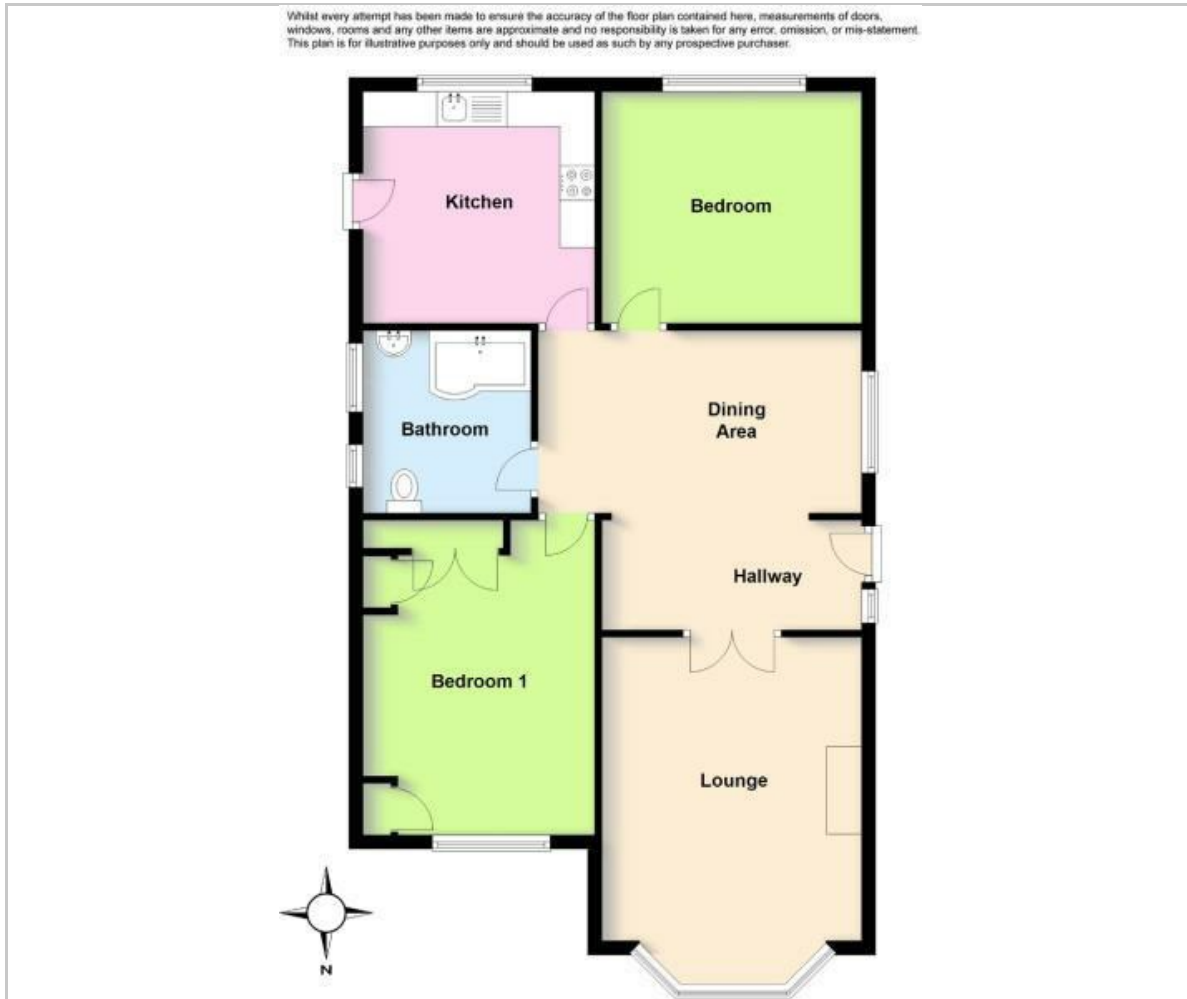 Whilst every attempt has been made to ensure the accuracy of the floor plan contained here, measurements of doors,
windows, rooms and any other items are approximate and no responsibility is taken for any error, omission, or mis-statement.
This plan is for illustrative purposes only and should be used as such by any prospective purchaser.
Kitchen
Bedroom
Dining
Area
Bathroom
Hallway
Bedroom 1
Lounge
N